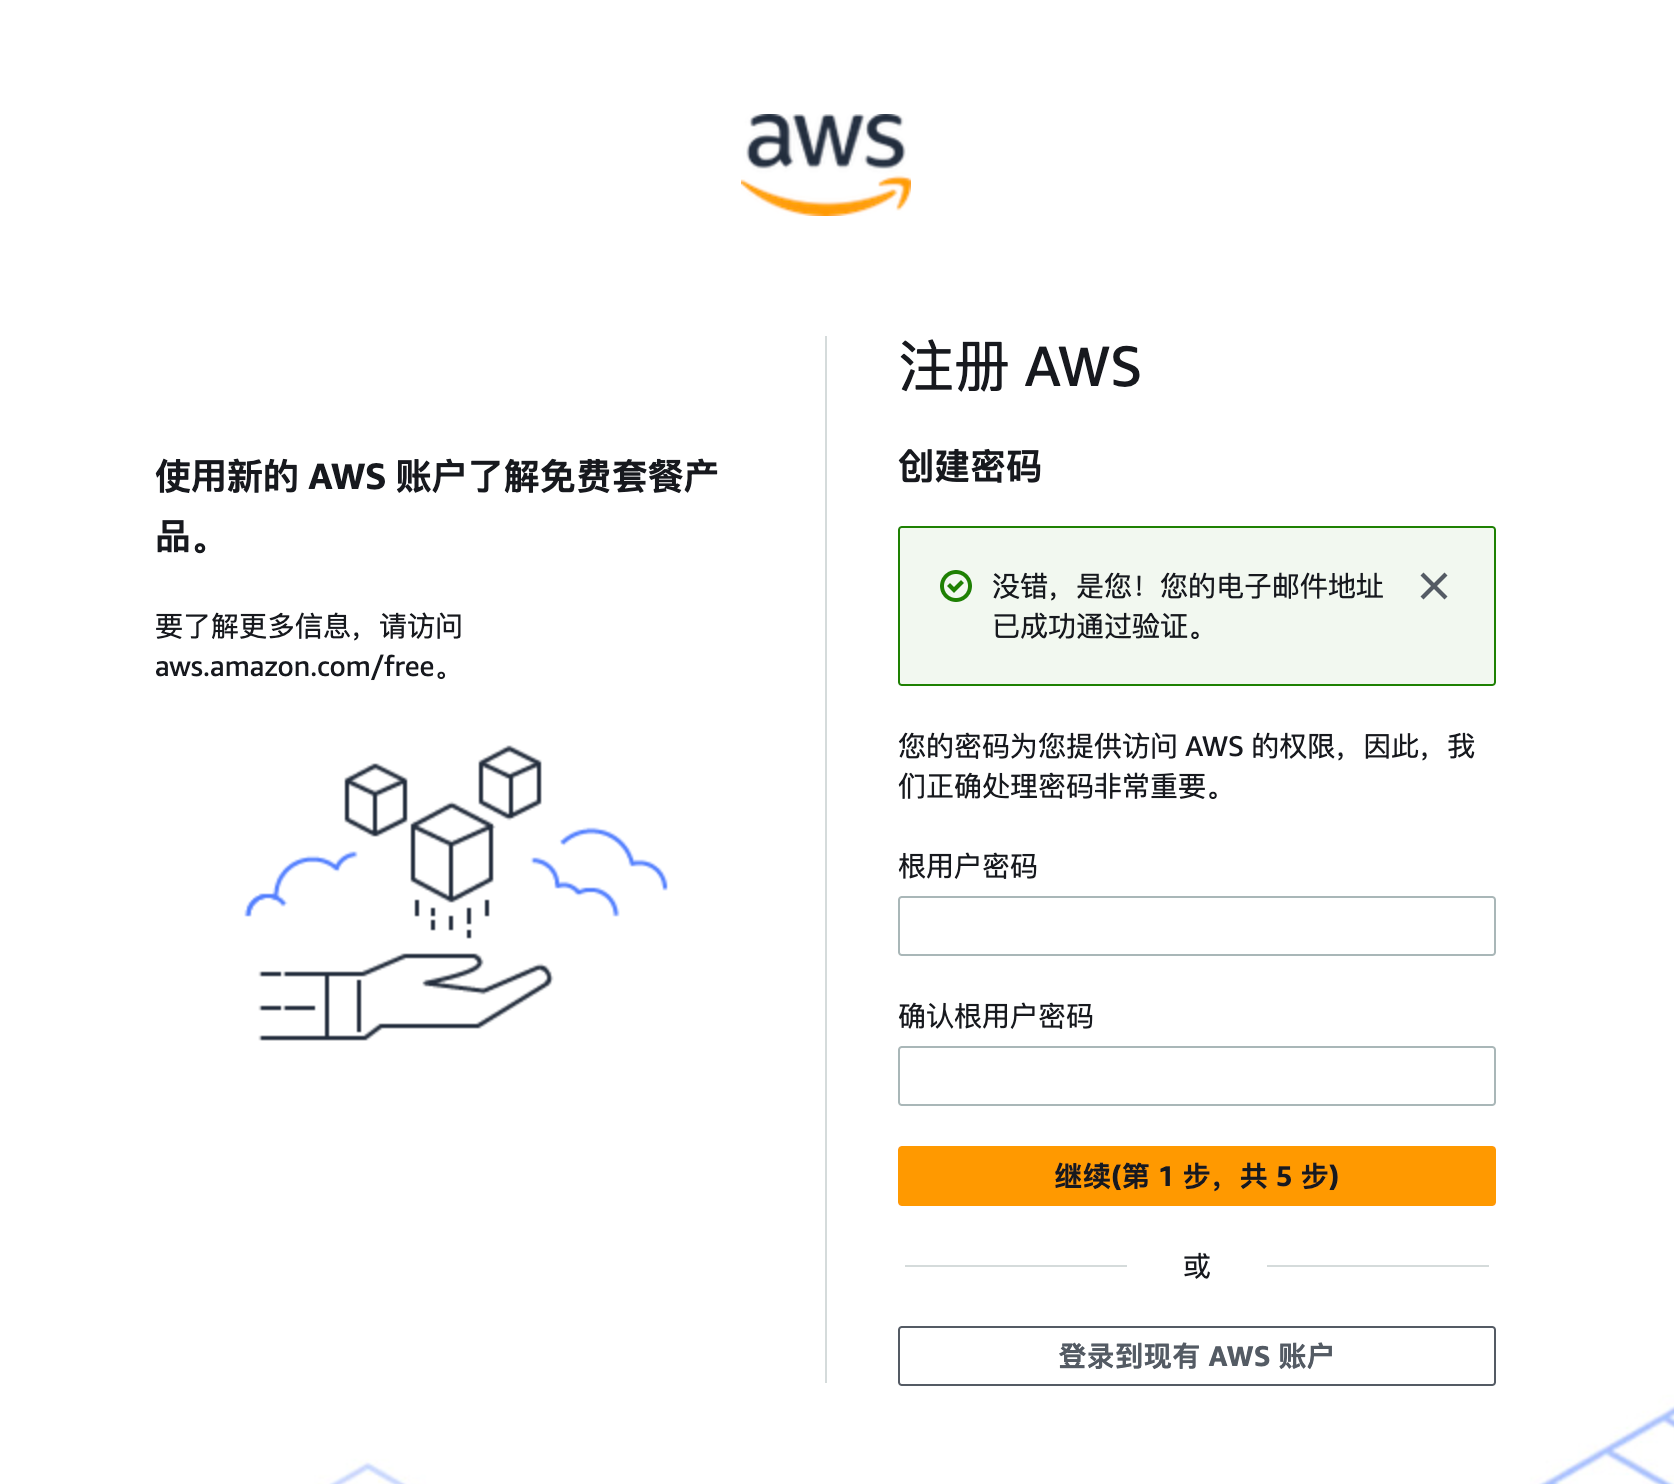 aws
使用新的 AWS 账户了解免费套餐产
品。
要了解更多信息，请访问
aws.amazon.com/free。
注册 AWS
创建密码
没错，是您！您的电子邮件地址
已成功通过验证。
您的密码为您提供访问 AWS 的权限，因此，我
们正确处理密码非常重要。
根用户密码
确认根用户密码
继续(第 1 步，共 5 步)
或
登录到现有 AWS 账户